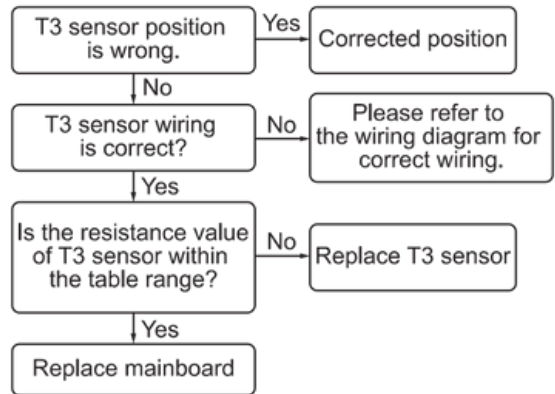 T3 sensor position
is wrong.
Yes
Corrected position
No
T3 sensor wiring
is correct?
No
Please refer to
the wiring diagram for
correct wiring.
Yes
Is the resistance value
of T3 sensor within
the table range?
No
Replace T3 sensor
Yes
Replace mainboard